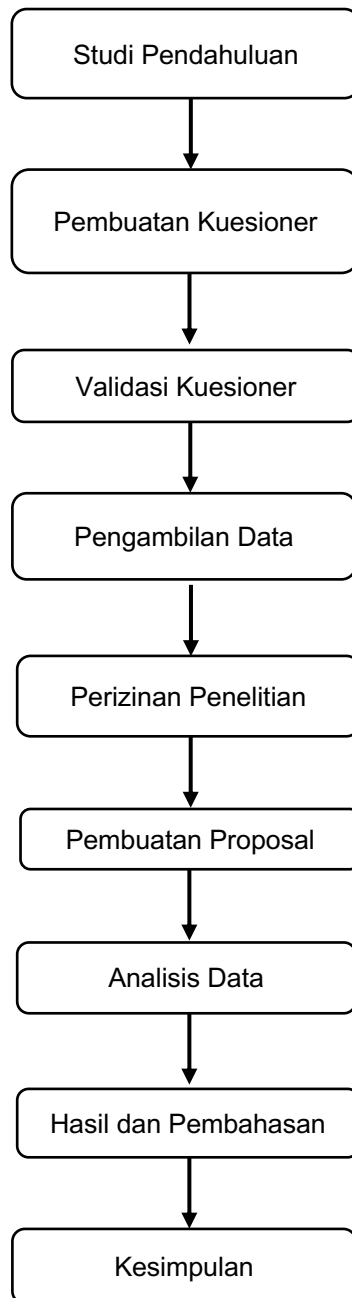 Studi Pendahuluan
Pembuatan Kuesioner
Validasi Kuesioner
Pengambilan Data
Perizinan Penelitian
Pembuatan Proposal
Analisis Data
Hasil dan Pembahasan
Kesimpulan